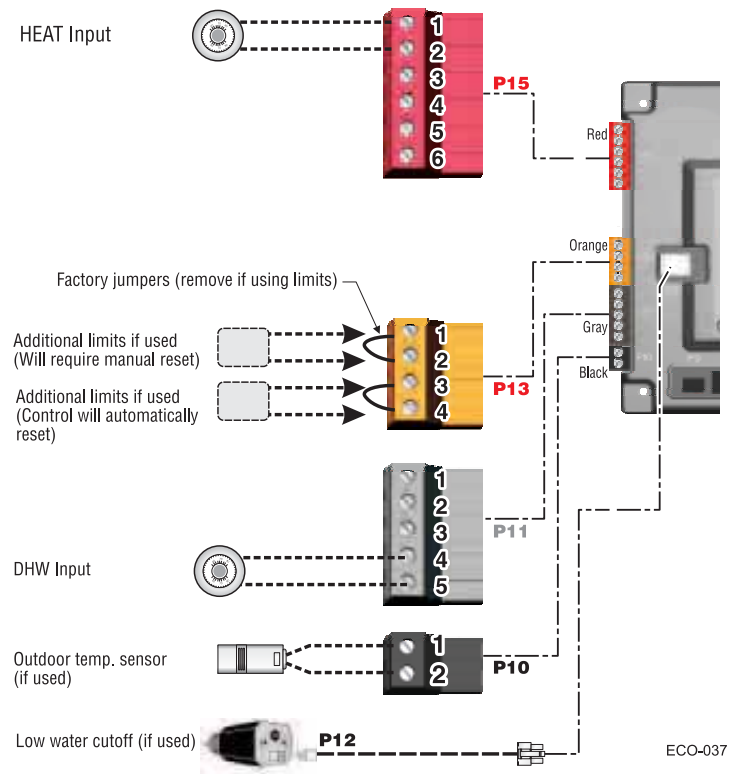 HEAT Input
1
2
3
4
5
6
P15
Red
Orange
Gray
Black
Factory jumpers (remove if using limits)
Additional limits if used
(Will require manual reset)
Additional limits if used
(Control will automatically
reset)
1
2
3
4
P13
1
2
3
4
5
P11
DHW Input
Outdoor temp. sensor
(if used)
1
2
P10
Low water cutoff (if used)
P12
ECO-037